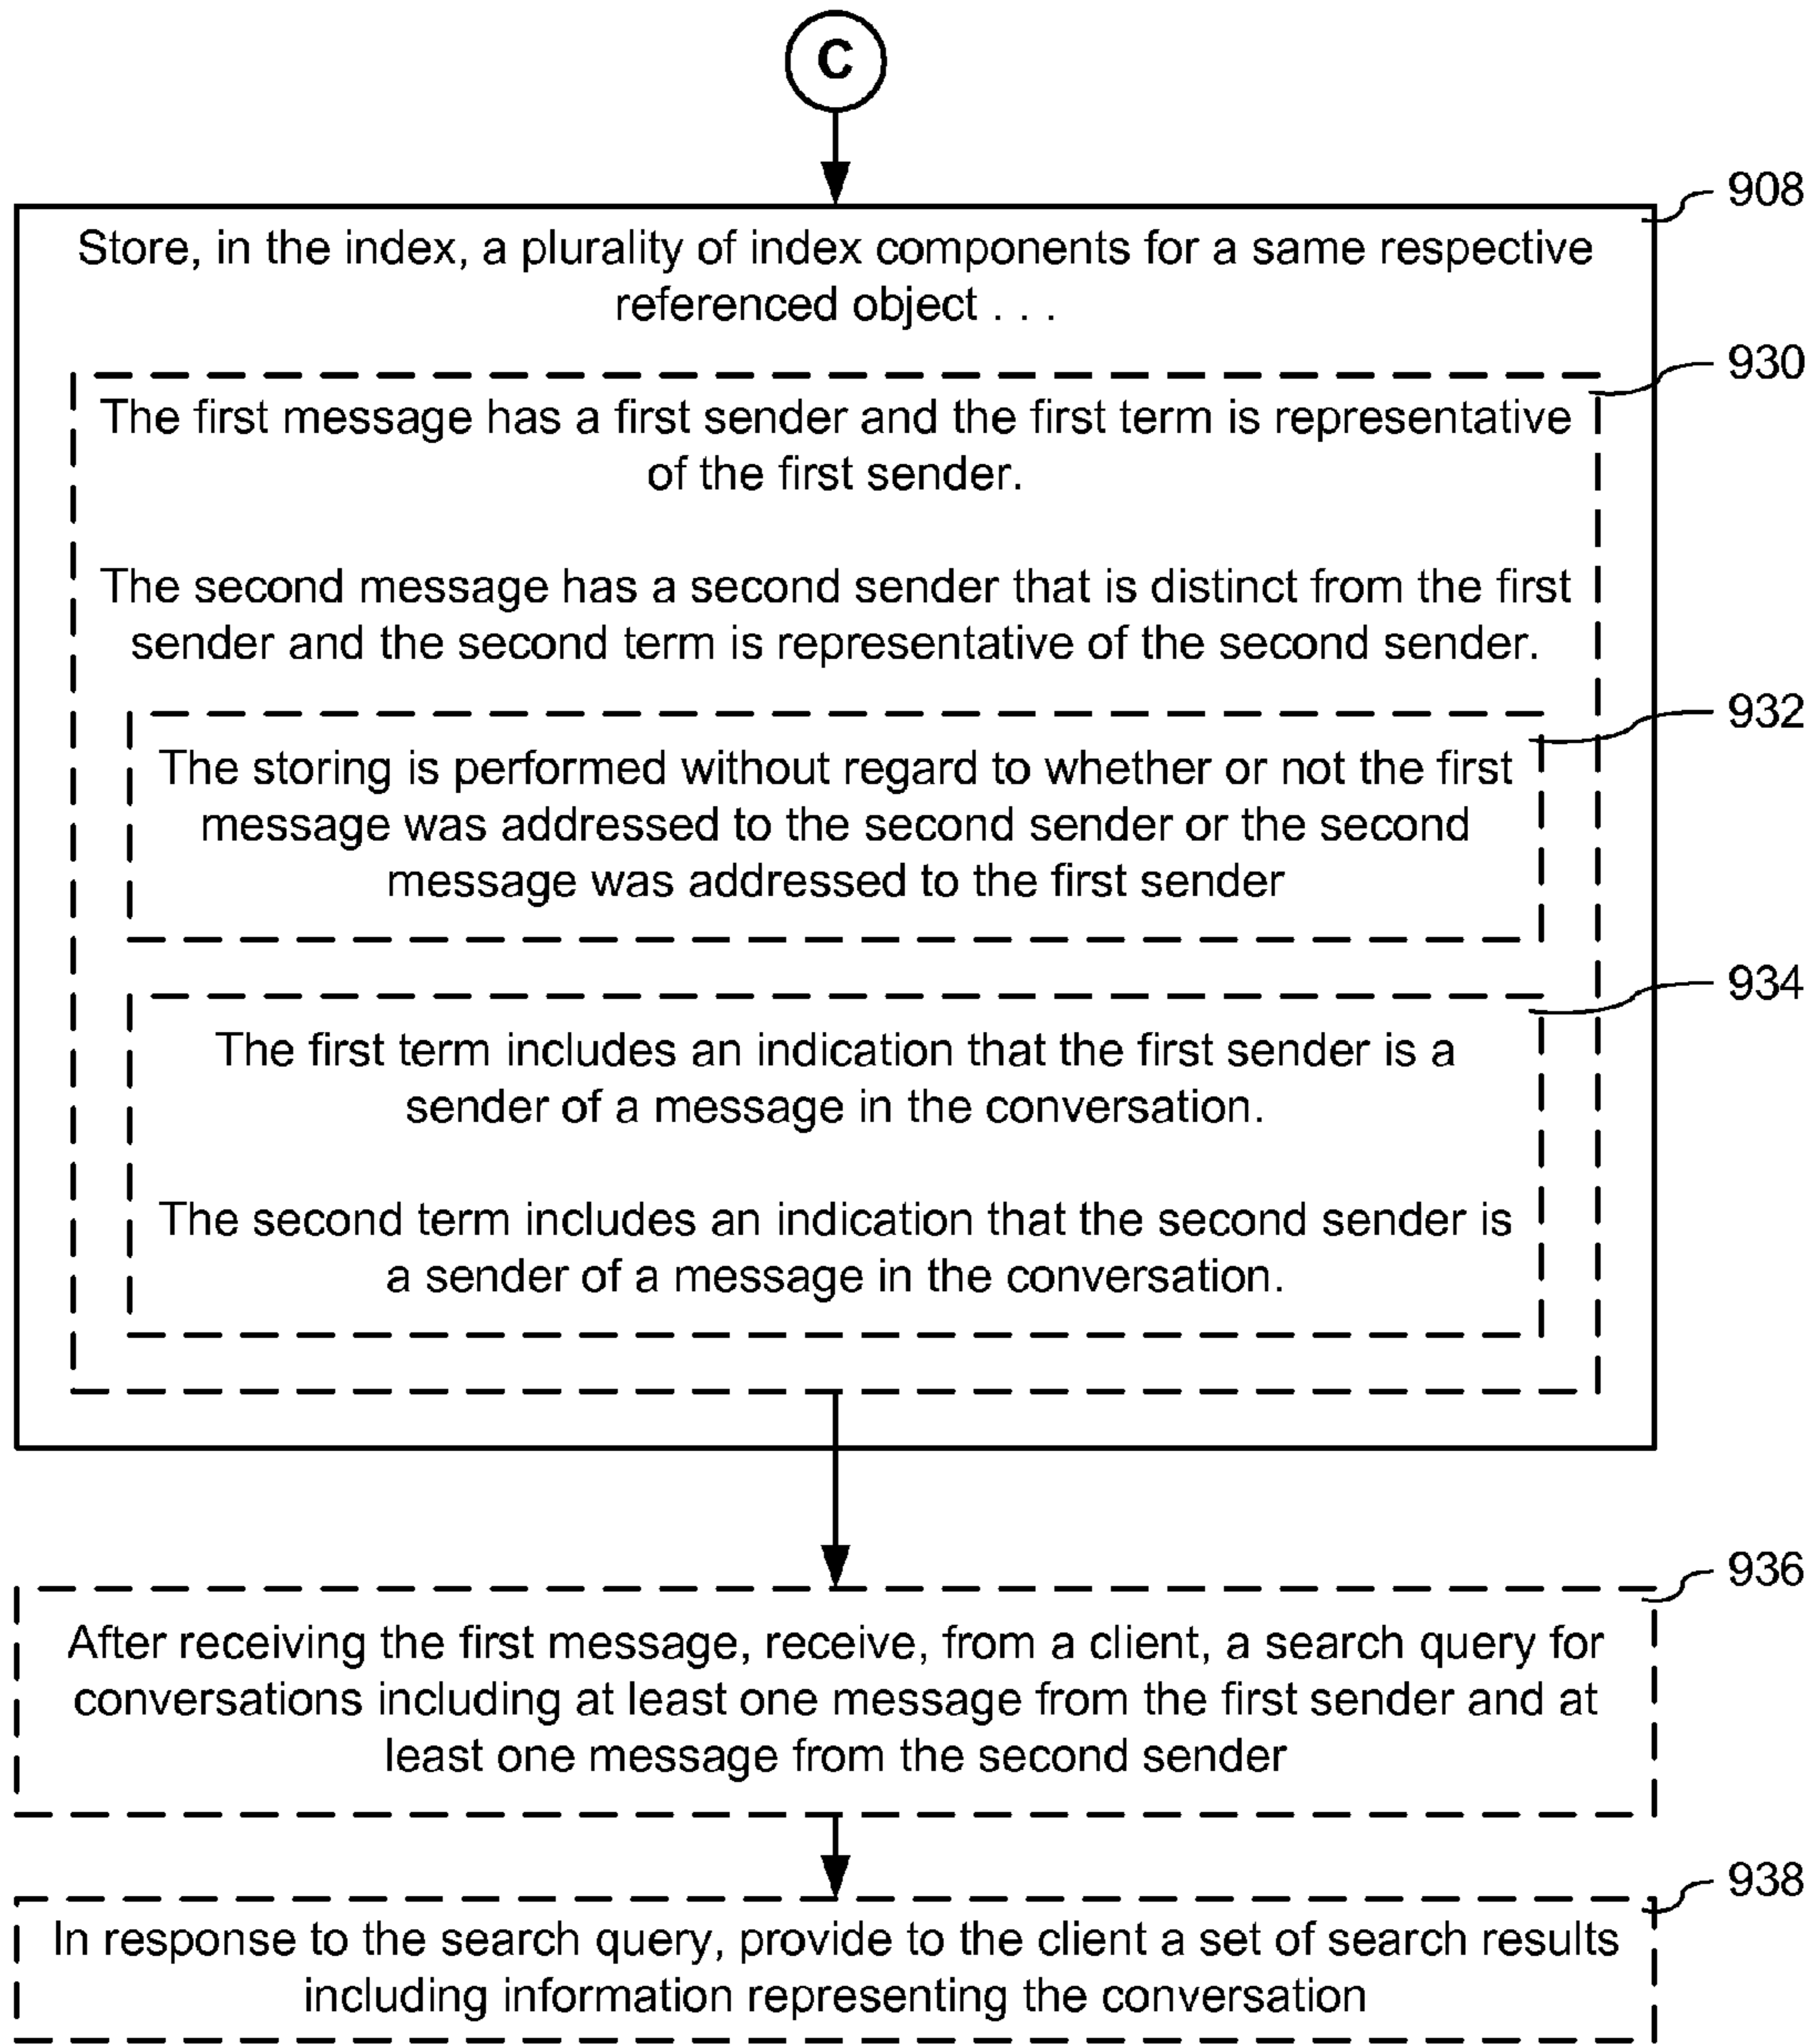 C
908
Store, in the index, a plurality of index components for a same respective
referenced object . . .
930
The first message has a first sender and the first term is representative
of the first sender.
The second message has a second sender that is distinct from the first
sender and the second term is representative of the second sender.
932
The storing is performed without regard to whether or not the first
message was addressed to the second sender or the second
message was addressed to the first sender
934
The first term includes an indication that the first sender is a
sender of a message in the conversation.
The second term includes an indication that the second sender is
a sender of a message in the conversation.
936
After receiving the first message, receive, from a client, a search query for
conversations including at least one message from the first sender and at
least one message from the second sender
938
In response to the search query, provide to the client a set of search results
including information representing the conversation